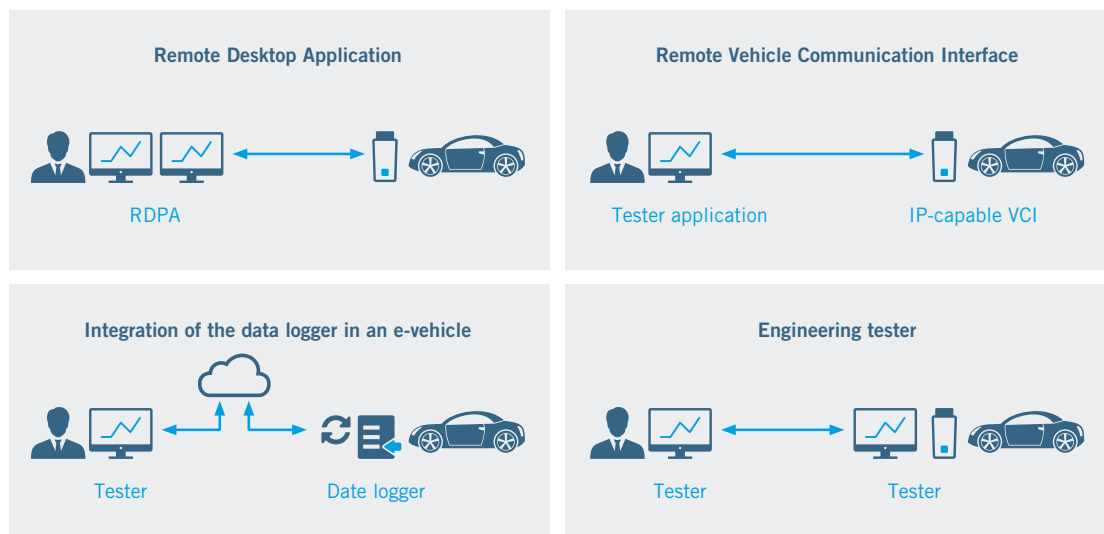 Remote Desktop Application
RDPA
Remote Vehicle Communication Interface
Tester application
IP-capable VCI
Integration of the data logger in an e-vehicle
Tester
Date logger
Engineering tester
Tester
Tester